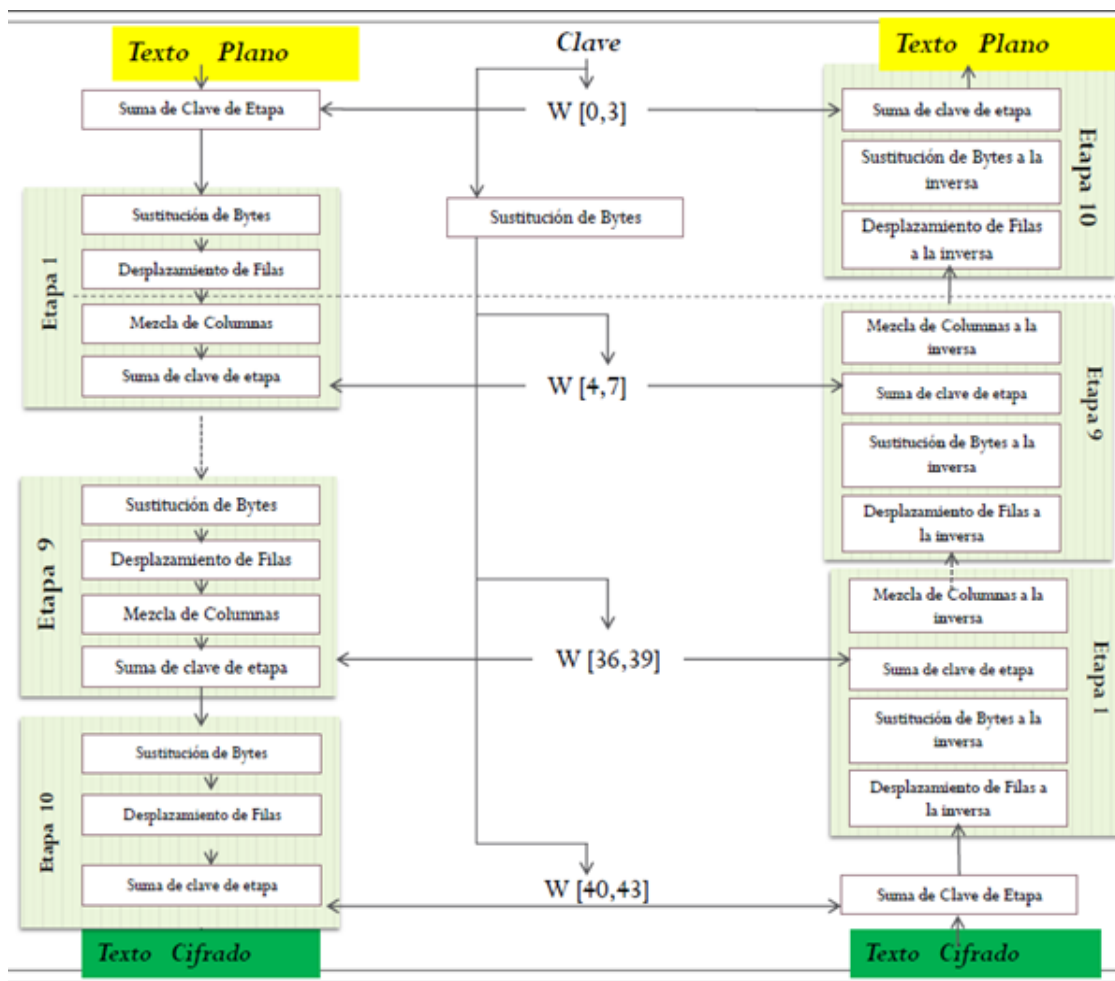 Texto Plano
Suma de Clave de Etapa
Etapa 1
Sustitución de Bytes
Desplazamiento de Filas
Mezcla de Columnas
Suma de clave de etapa
Etapa 9
Sustitución de Bytes
Desplazamiento de Filas
Mezcla de Columnas
Suma de clave de etapa
Etapa 10
Sustitución de Bytes
Desplazamiento de Filas
Suma de clave de etapa
Texto Cifrado
Clave
W [0,3]
Sustitución de Bytes
W [4,7]
W [36,39]
W [40,43]
Texto Plano
Suma de clave de etapa
Sustitución de Bytes a la
inversa
Desplazamiento de Filas
a la inversa
Etapa 10
Mezcla de Columnas a la
inversa
Suma de clave de etapa
Sustitución de Bytes a la
inversa
Desplazamiento de Filas a
la inversa
Etapa 9
Mezcla de Columnas a la
inversa
Suma de clave de etapa
Sustitución de Bytes a la
inversa
Desplazamiento de Filas a
la inversa
Etapa 1
Suma de Clave de Etapa
Texto Cifrado